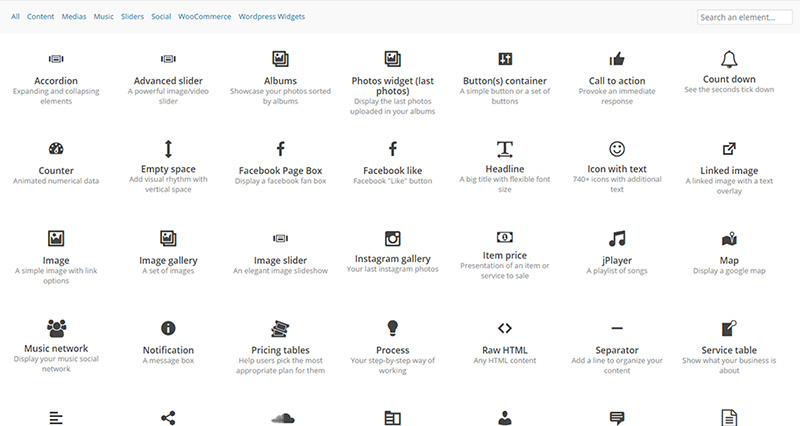 All Content Medias Music Sliders Social WooCommerce Wordpress Widgets Search an element...
Accordion
Expanding and collapsing
elements
Advanced slider
A powerful image/video
slider
Albums
Showcase your photos sorted
by albums
Photos widget (last
photos)
Display the last photos
uploaded in your albums
Button(s) container
A simple button or a set of
buttons
Call to action
Provoke an immediate
response
Count down
See the seconds tick down
Counter
Animated numerical data
Empty space
Add visual rhythm with
vertical space
Facebook Page Box
Display a facebook fan box
Facebook like
Facebook "Like" button
Headline
A big title with flexible font
size
Icon with text
740+ icons with additional
text
Linked image
A linked image with a text
overlay
Image
A simple image with link
options
Image gallery
A set of images
Image slider
An elegant image slideshow
Instagram gallery
Your last instagram photos
Item price
Presentation of an item or
service to sale
jPlayer
A playlist of songs
Map
Display a google map
Music network
Display your music social
network
Notification
A message box
Pricing tables
Help users pick the most
appropriate plan for them
Process
Your step-by-step way of
working
Raw HTML
Any HTML content
Separator
Add a line to organize your
content
Service table
Show what your business is
about